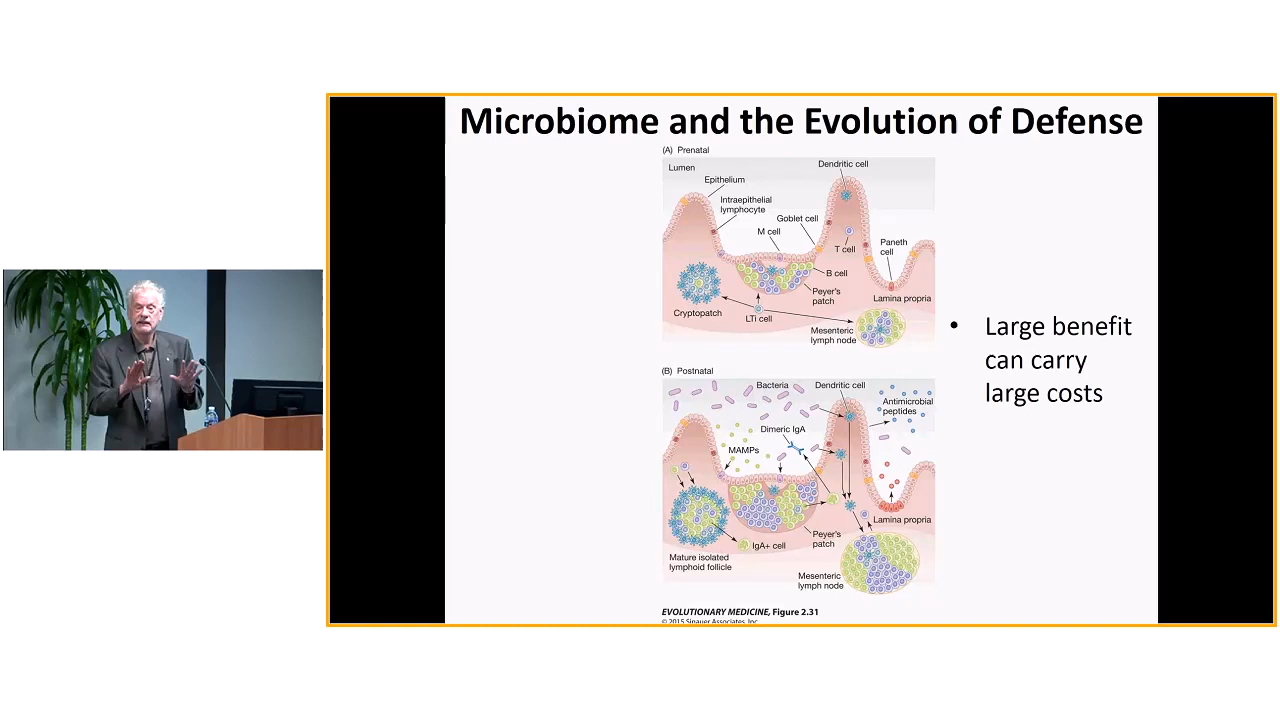 Microbiome and the Evolution of Defense
(A) Prenatal
Lumen
Epithelium
Intraepithelial
lymphocyte
Dendritic cell
Goblet cell
M cell
T cell
Paneth
cell
B cell
Peyer's
patch
Lamina propria
Cryptopatch
LTi cell
Mesenteric
lymph node
(B) Postnatal
Bacteria
Dendritic cell
Antimicrobial
peptides
Dimeric IgA
MAMPs
Lamina propria
Peyer's
patch
IgA+ cell
Mature isolated
lymphoid follicle
Mesenteric
lymph node
EVOLUTIONARY MEDICINE, Figure 2.31
© 2015 Sinauer Associates, Inc.
• Large benefit
can carry
large costs